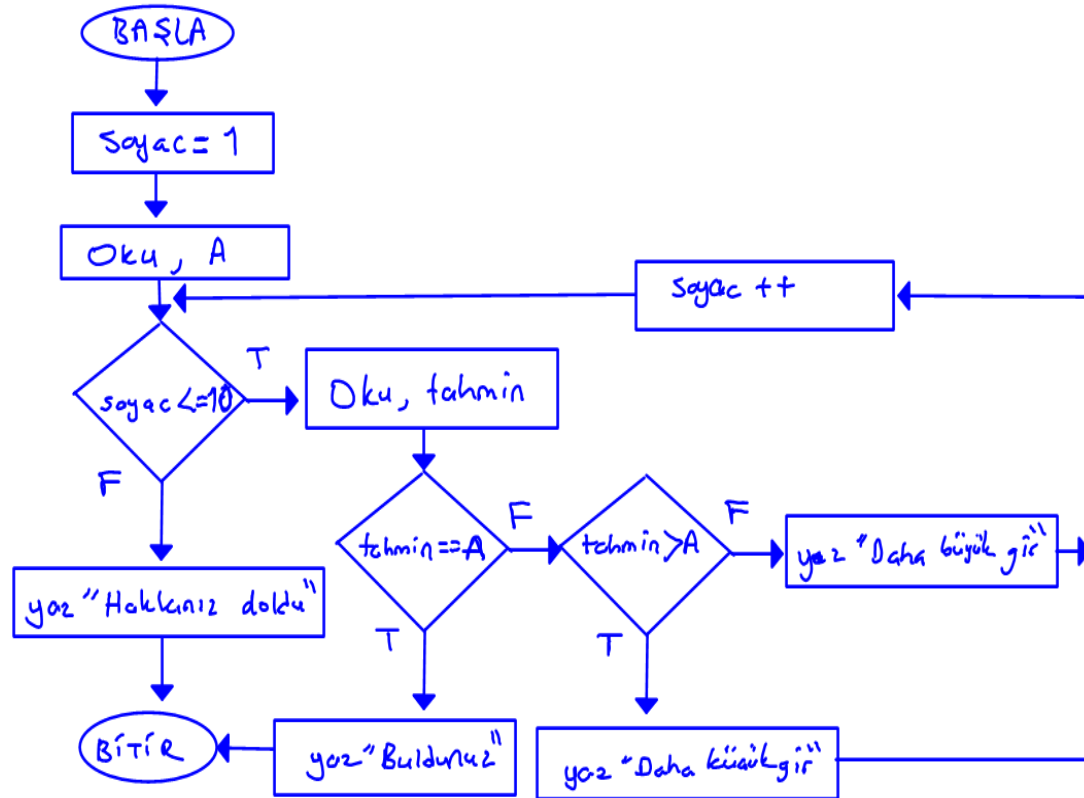 BAŞLA
sayac = 1
Oku, A
sayac ++
sayac <=10
T
F
Oku, tahmin
tahmin==A
F
T
tahmin>A
F
T
yaz "Daha büyük gir"
yaz "Hakkınız doldu"
BİTİR
yaz "Buldunuz"
yaz "Daha küçük gir"